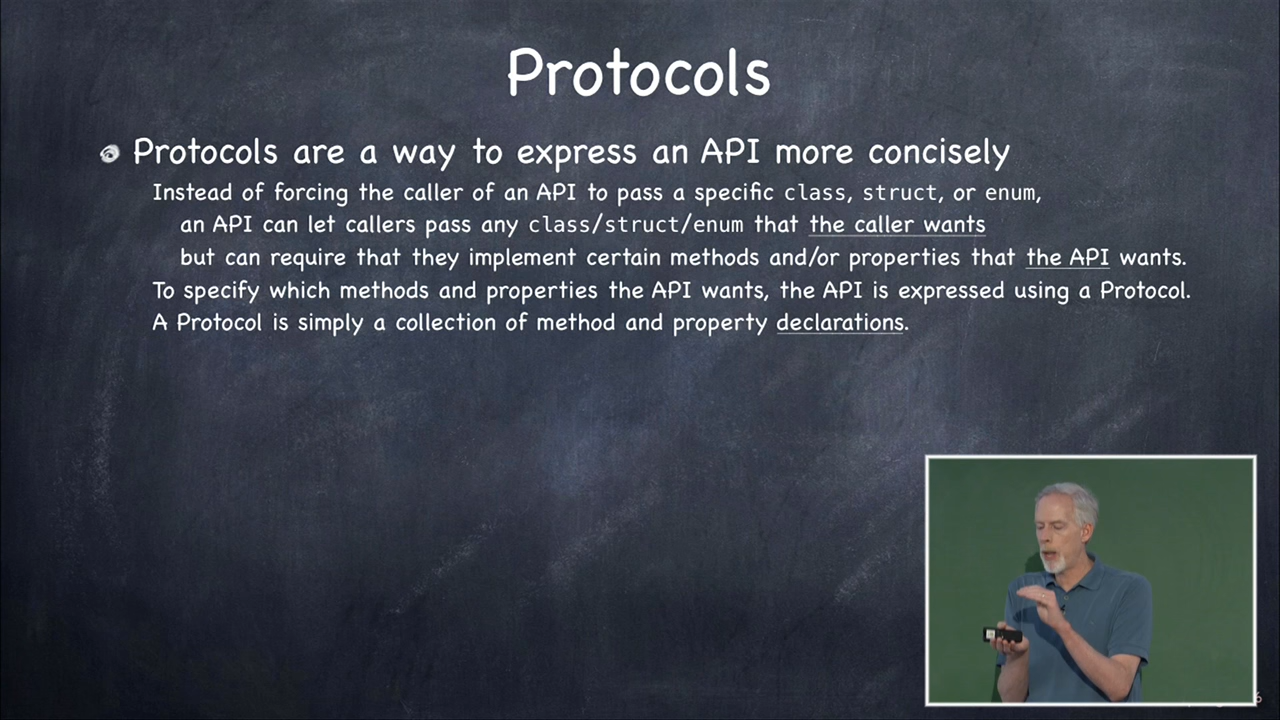 Protocols
Protocols are a way to express an API more concisely
Instead of forcing the caller of an API to pass a specific class, struct, or enum,
an API can let callers pass any class/struct/enum that the caller wants
but can require that they implement certain methods and/or properties that the API wants.
To specify which methods and properties the API wants, the API is expressed using a Protocol.
A Protocol is simply a collection of method and property declarations.